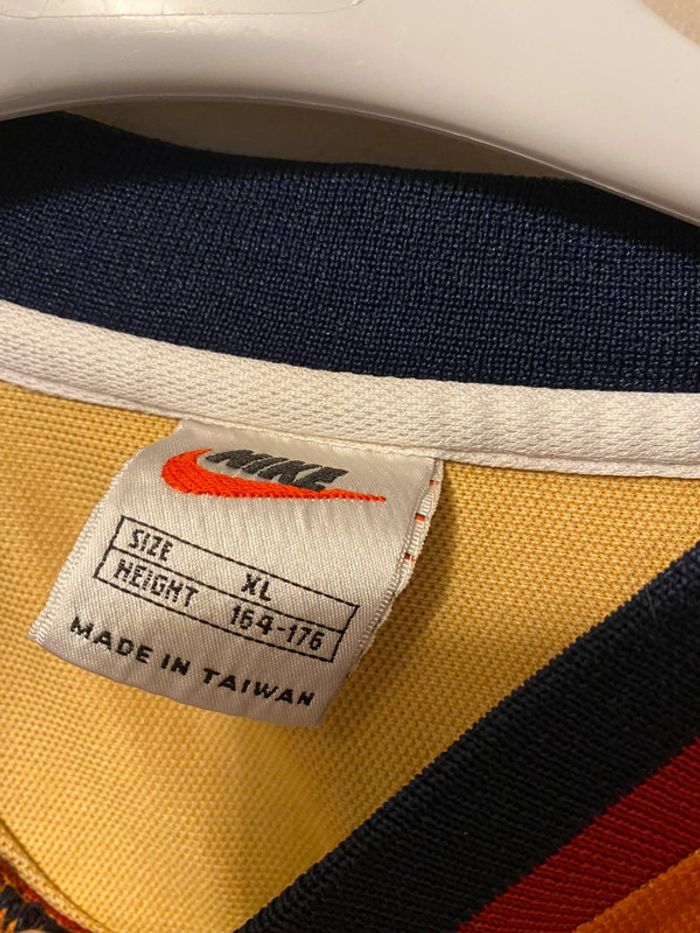 NIKE
SIZE XL
HEIGHT 164-176
MADE IN TAIWAN